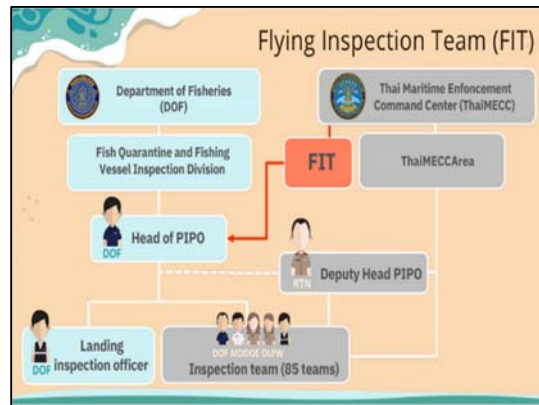 Flying Inspection Team (FIT)
Department of Fisheries
(DOF)
Thai Maritime Enfoncement
Command Center (ThaiMECC)
Fish Quarantine and Fishing
Vessel Inspection Division
FIT
ThaiMECCArea
Head of PIPO
DOF
Deputy Head PIPO
RTN
Landing
inspection officer
DOF
DOF MD DOE DLPW
Inspection team (85 teams)